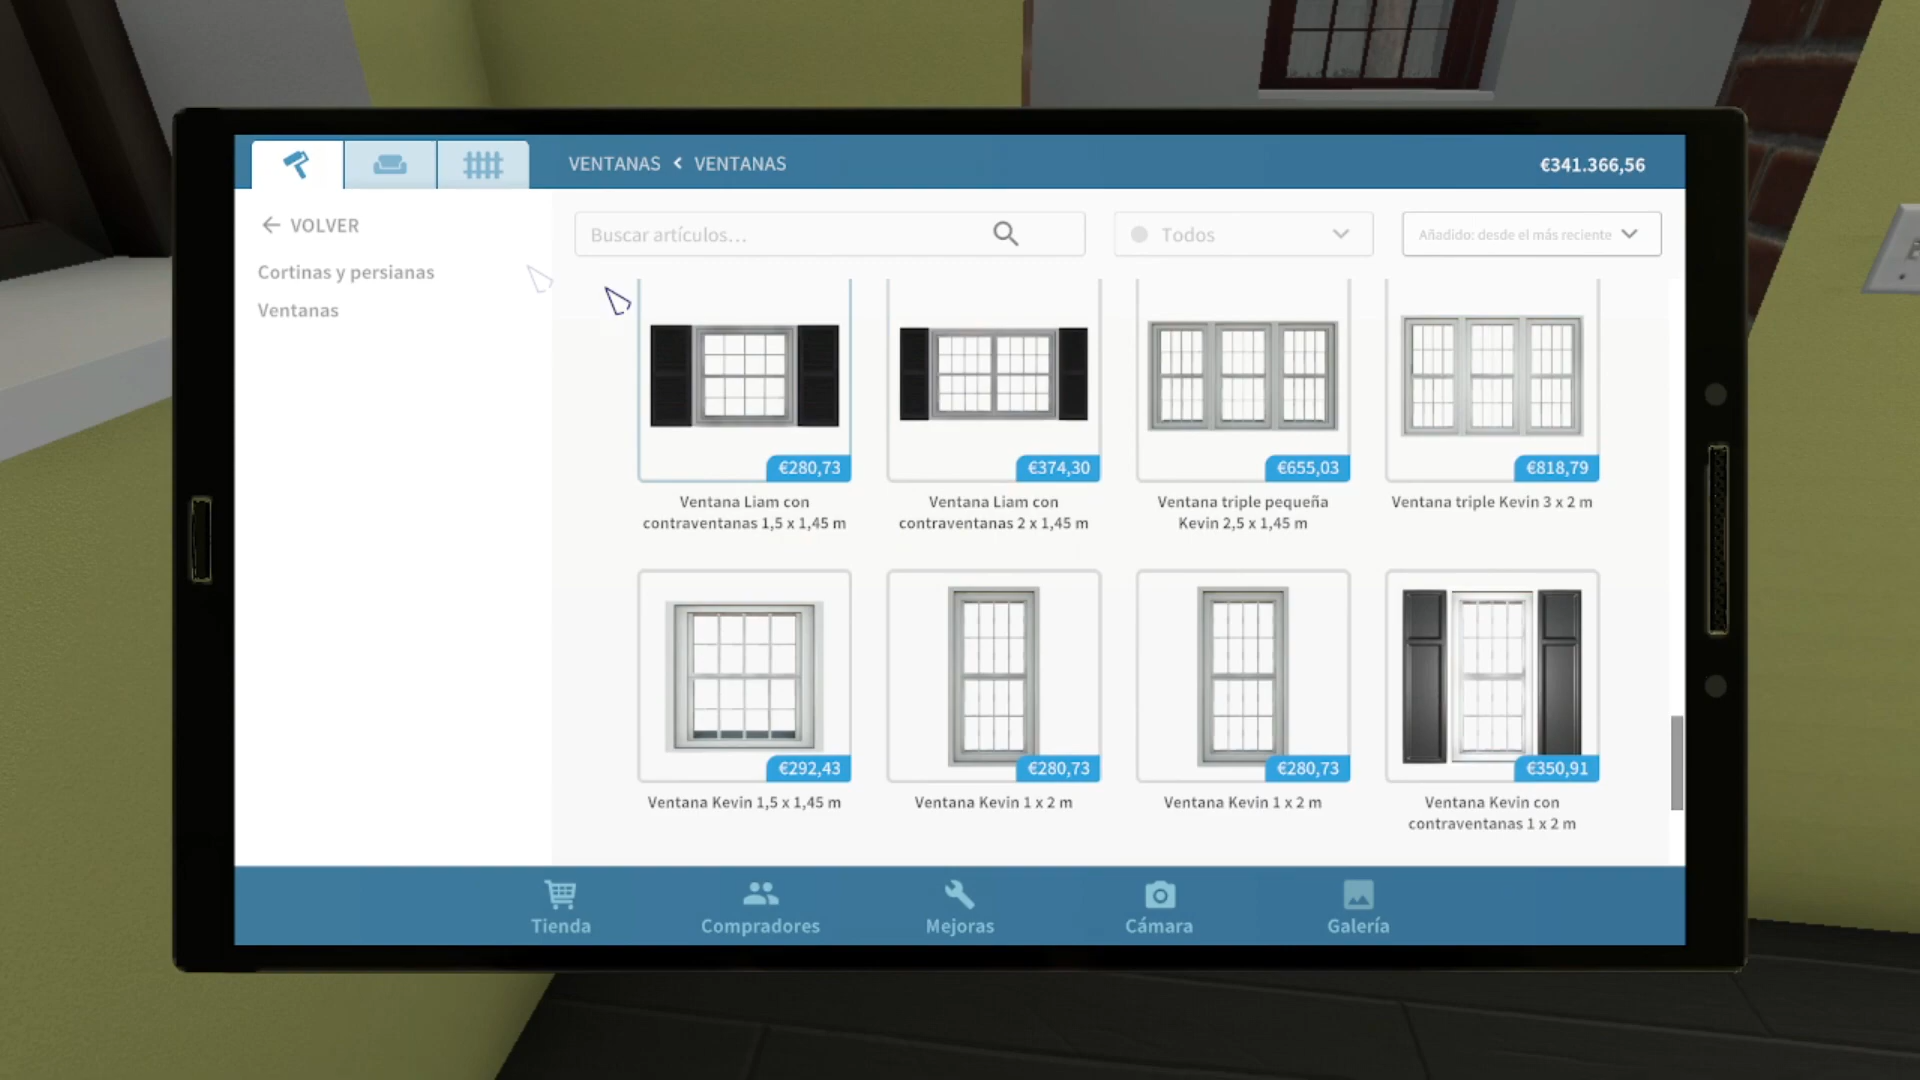 VENTANAS < VENTANAS
€341.366,56
VOLVER
Cortinas y persianas
Ventanas
Buscar artículos...
Todos
Añadido: desde el más reciente
€280,73
€374,30
€655,03
€818,79
Ventana Liam con
contraventanas 1,5 x 1,45 m
Ventana Liam con
contraventanas 2 x 1,45 m
Ventana triple pequeña
Kevin 2,5 x 1,45 m
Ventana triple Kevin 3 x 2 m
€292,43
€280,73
€280,73
€350,91
Ventana Kevin 1,5 x 1,45 m
Ventana Kevin 1 x 2 m
Ventana Kevin 1 x 2 m
Ventana Kevin con
contraventanas 1 x 2 m
Tienda
Compradores
Mejoras
Cámara
Galería